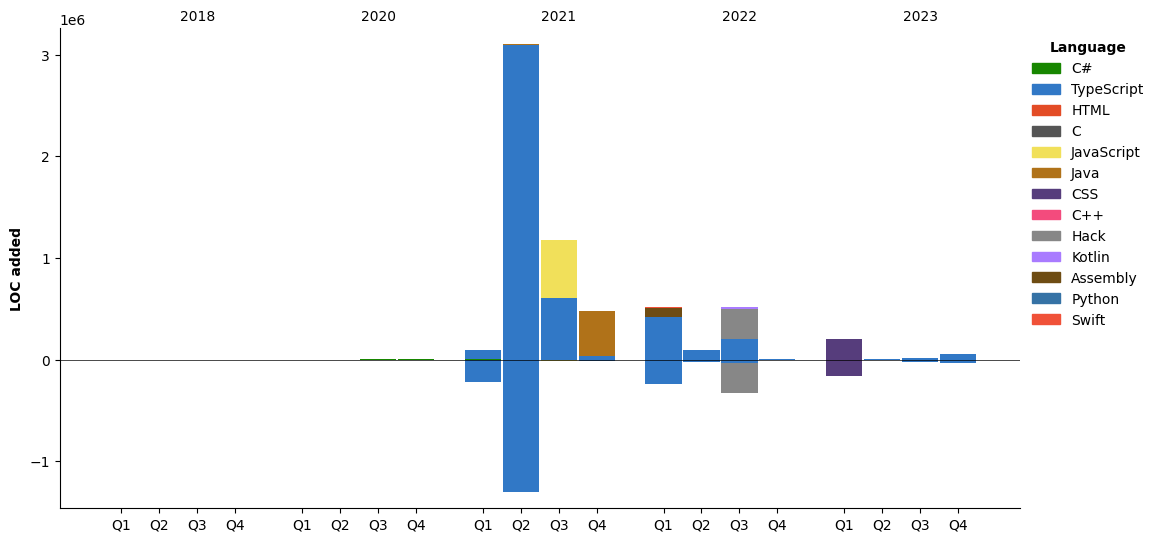 1e6
2018 2020 2021 2022 2023
3
2
1
0
−1
LOC added
Q1 Q2 Q3 Q4 Q1 Q2 Q3 Q4 Q1 Q2 Q3 Q4 Q1 Q2 Q3 Q4 Q1 Q2 Q3 Q4
Language
C#
TypeScript
HTML
C
JavaScript
Java
CSS
C++
Hack
Kotlin
Assembly
Python
Swift